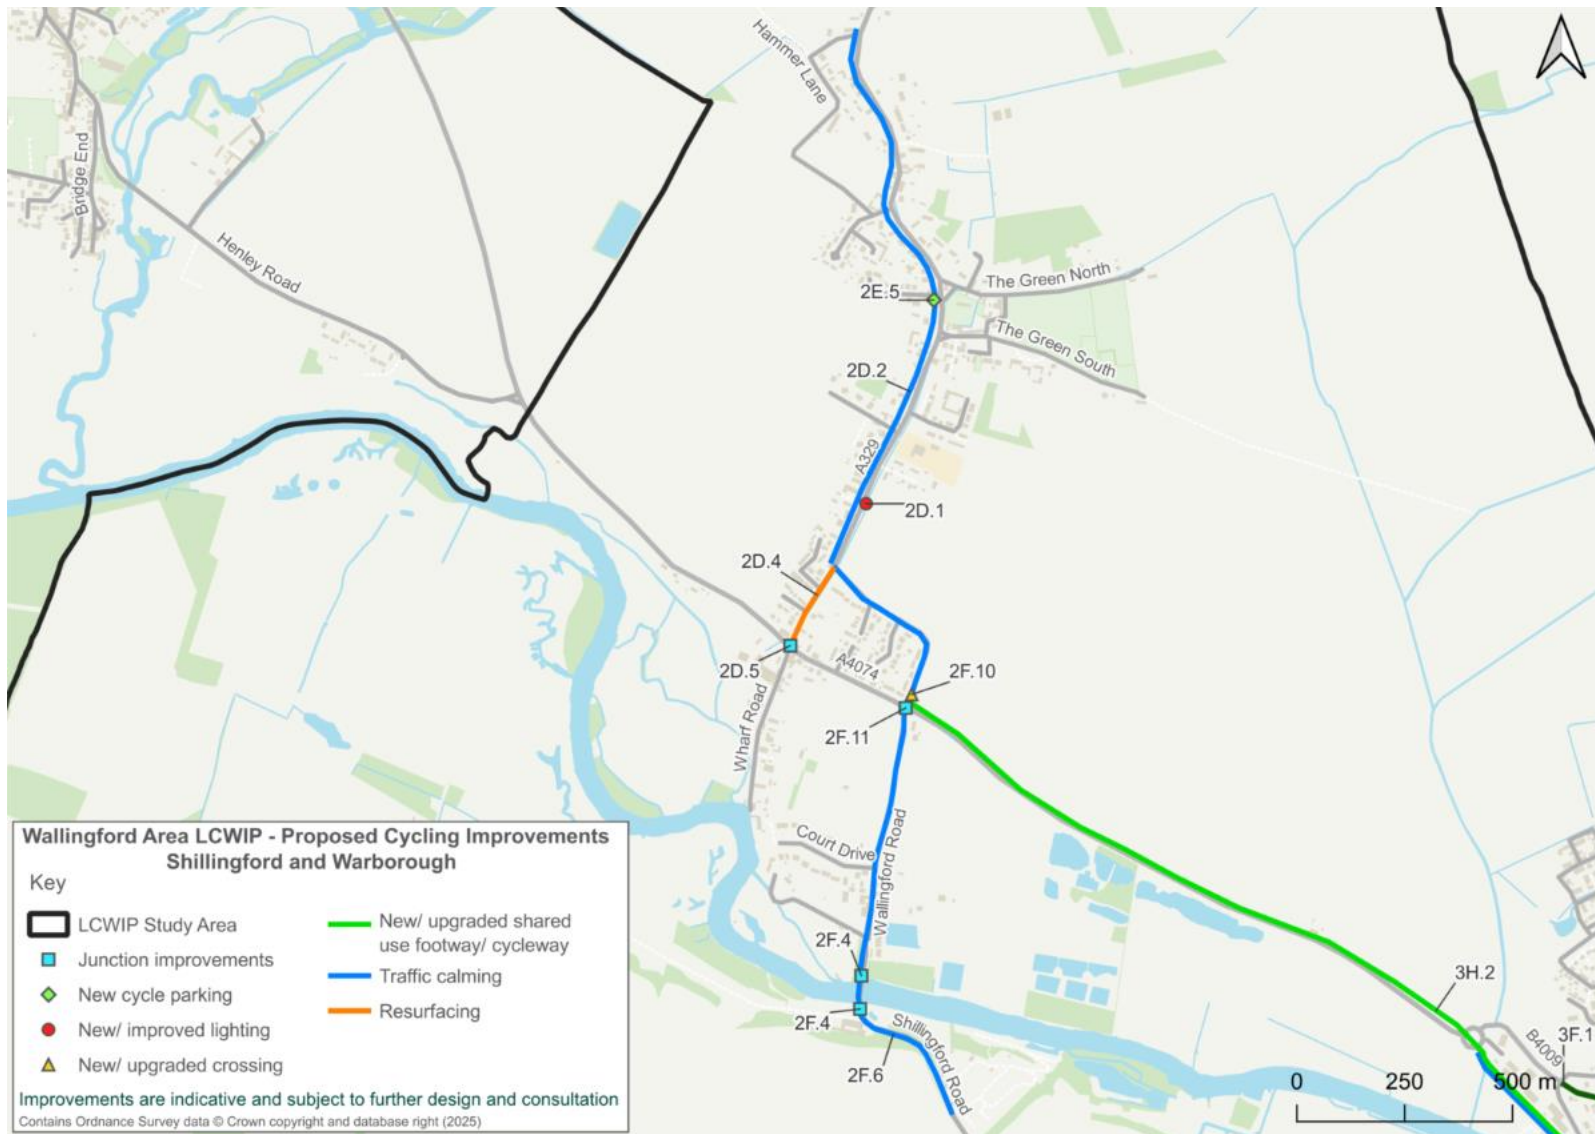 Hammer Lane
Bridge End
Henley Road
The Green North
2E.5
The Green South
2D.2
A329
2D.1
2D.4
2D.5
A4074
2F.10
2F.11
Wharf Road
Court Drive
Wallingford Road
2F.4
2F.4
Shillingford Road
2F.6
3H.2
B4009
3F.1
0 250 500 m
Wallingford Area LCWIP - Proposed Cycling Improvements
Shillingford and Warborough
Key
LCWIP Study Area
Junction improvements
New cycle parking
New/ improved lighting
New/ upgraded crossing
New/ upgraded shared
use footway/ cycleway
Traffic calming
Resurfacing
Improvements are indicative and subject to further design and consultation
Contains Ordnance Survey data © Crown copyright and database right (2025)